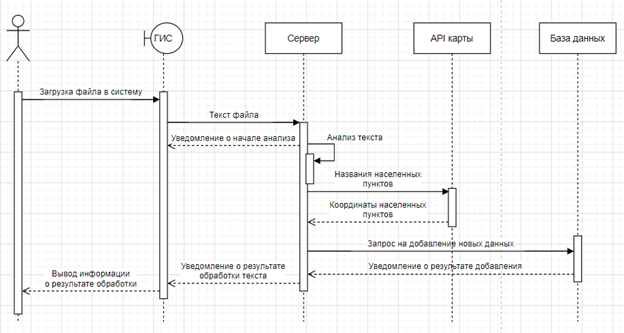 ГИС
Сервер
API карты
База данных
Загрузка файла в систему
Текст файла
Уведомление о начале анализа
Анализ текста
Названия населенных
пунктов
Координаты населенных
пунктов
Запрос на добавление новых данных
Уведомление о результате
обработки текста
Уведомление о результате добавления
Вывод информации
о результате обработки